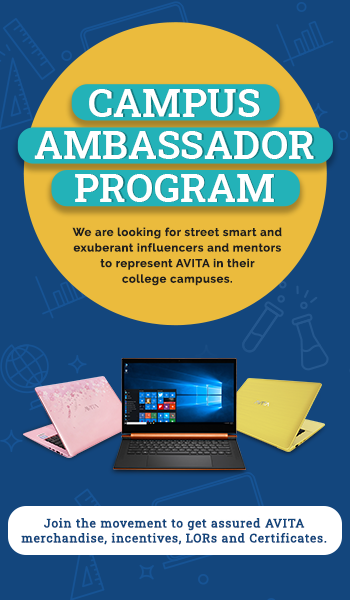 CAMPUS
AMBASSADOR
PROGRAM
We are looking for street smart and
exuberant influencers and mentors
to represent AVITA in their
college campuses.
AVITA
Join the movement to get assured AVITA
merchandise, incentives, LORs and Certificates.